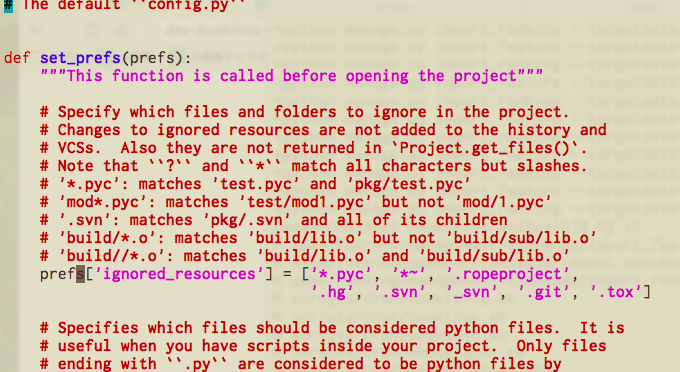 # The default ``config.py``
def set_prefs(prefs):
    """This function is called before opening the project"""
    # Specify which files and folders to ignore in the project.
    # Changes to ignored resources are not added to the history and
    # VCSs.  Also they are not returned in `Project.get_files()`.
    # Note that ``?`` and ``*`` match all characters but slashes.
    # '*.pyc': matches 'test.pyc' and 'pkg/test.pyc'
    # 'mod*.pyc': matches 'test/mod1.pyc' but not 'mod/1.pyc'
    # '.svn': matches 'pkg/.svn' and all of its children
    # 'build/*.o': matches 'build/lib.o' but not 'build/sub/lib.o'
    # 'build//*.o': matches 'build/lib.o' and 'build/sub/lib.o'
    prefs['ignored_resources'] = ['*.pyc', '*~', '.ropeproject',
                                  '.hg', '.svn', '_svn', '.git', '.tox']
    # Specifies which files should be considered python files.  It is
    # useful when you have scripts inside your project.  Only files
    # ending with ``.py`` are considered to be python files by